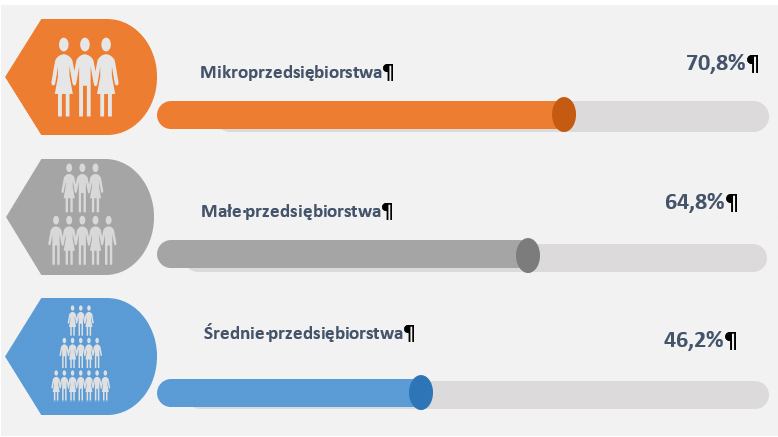 Mikroprzedsiębiorstwa¶ 70,8%¶
Małe·przedsiębiorstwa¶ 64,8%¶
Średnie·przedsiębiorstwa¶ 46,2%¶